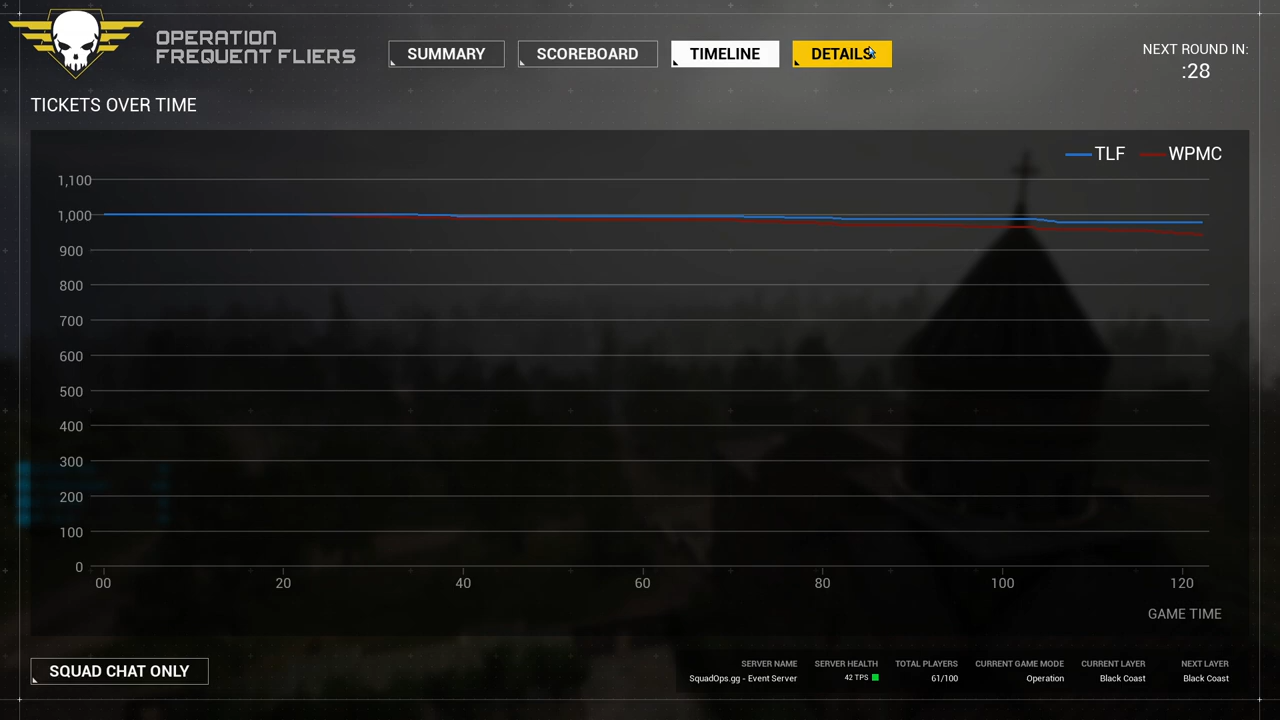 OPERATION
FREQUENT FLIERS
SUMMARY
SCOREBOARD
TIMELINE
DETAILS
NEXT ROUND IN:
:28
TICKETS OVER TIME
TLF
WPMC
1,100
1,000
900
800
700
600
500
400
300
200
100
0
00 20 40 60 80 100 120
GAME TIME
SQUAD CHAT ONLY
SERVER NAME SERVER HEALTH TOTAL PLAYERS CURRENT GAME MODE CURRENT LAYER NEXT LAYER
SquadOps.gg - Event Server 42 TPS 61/100 Operation Black Coast Black Coast